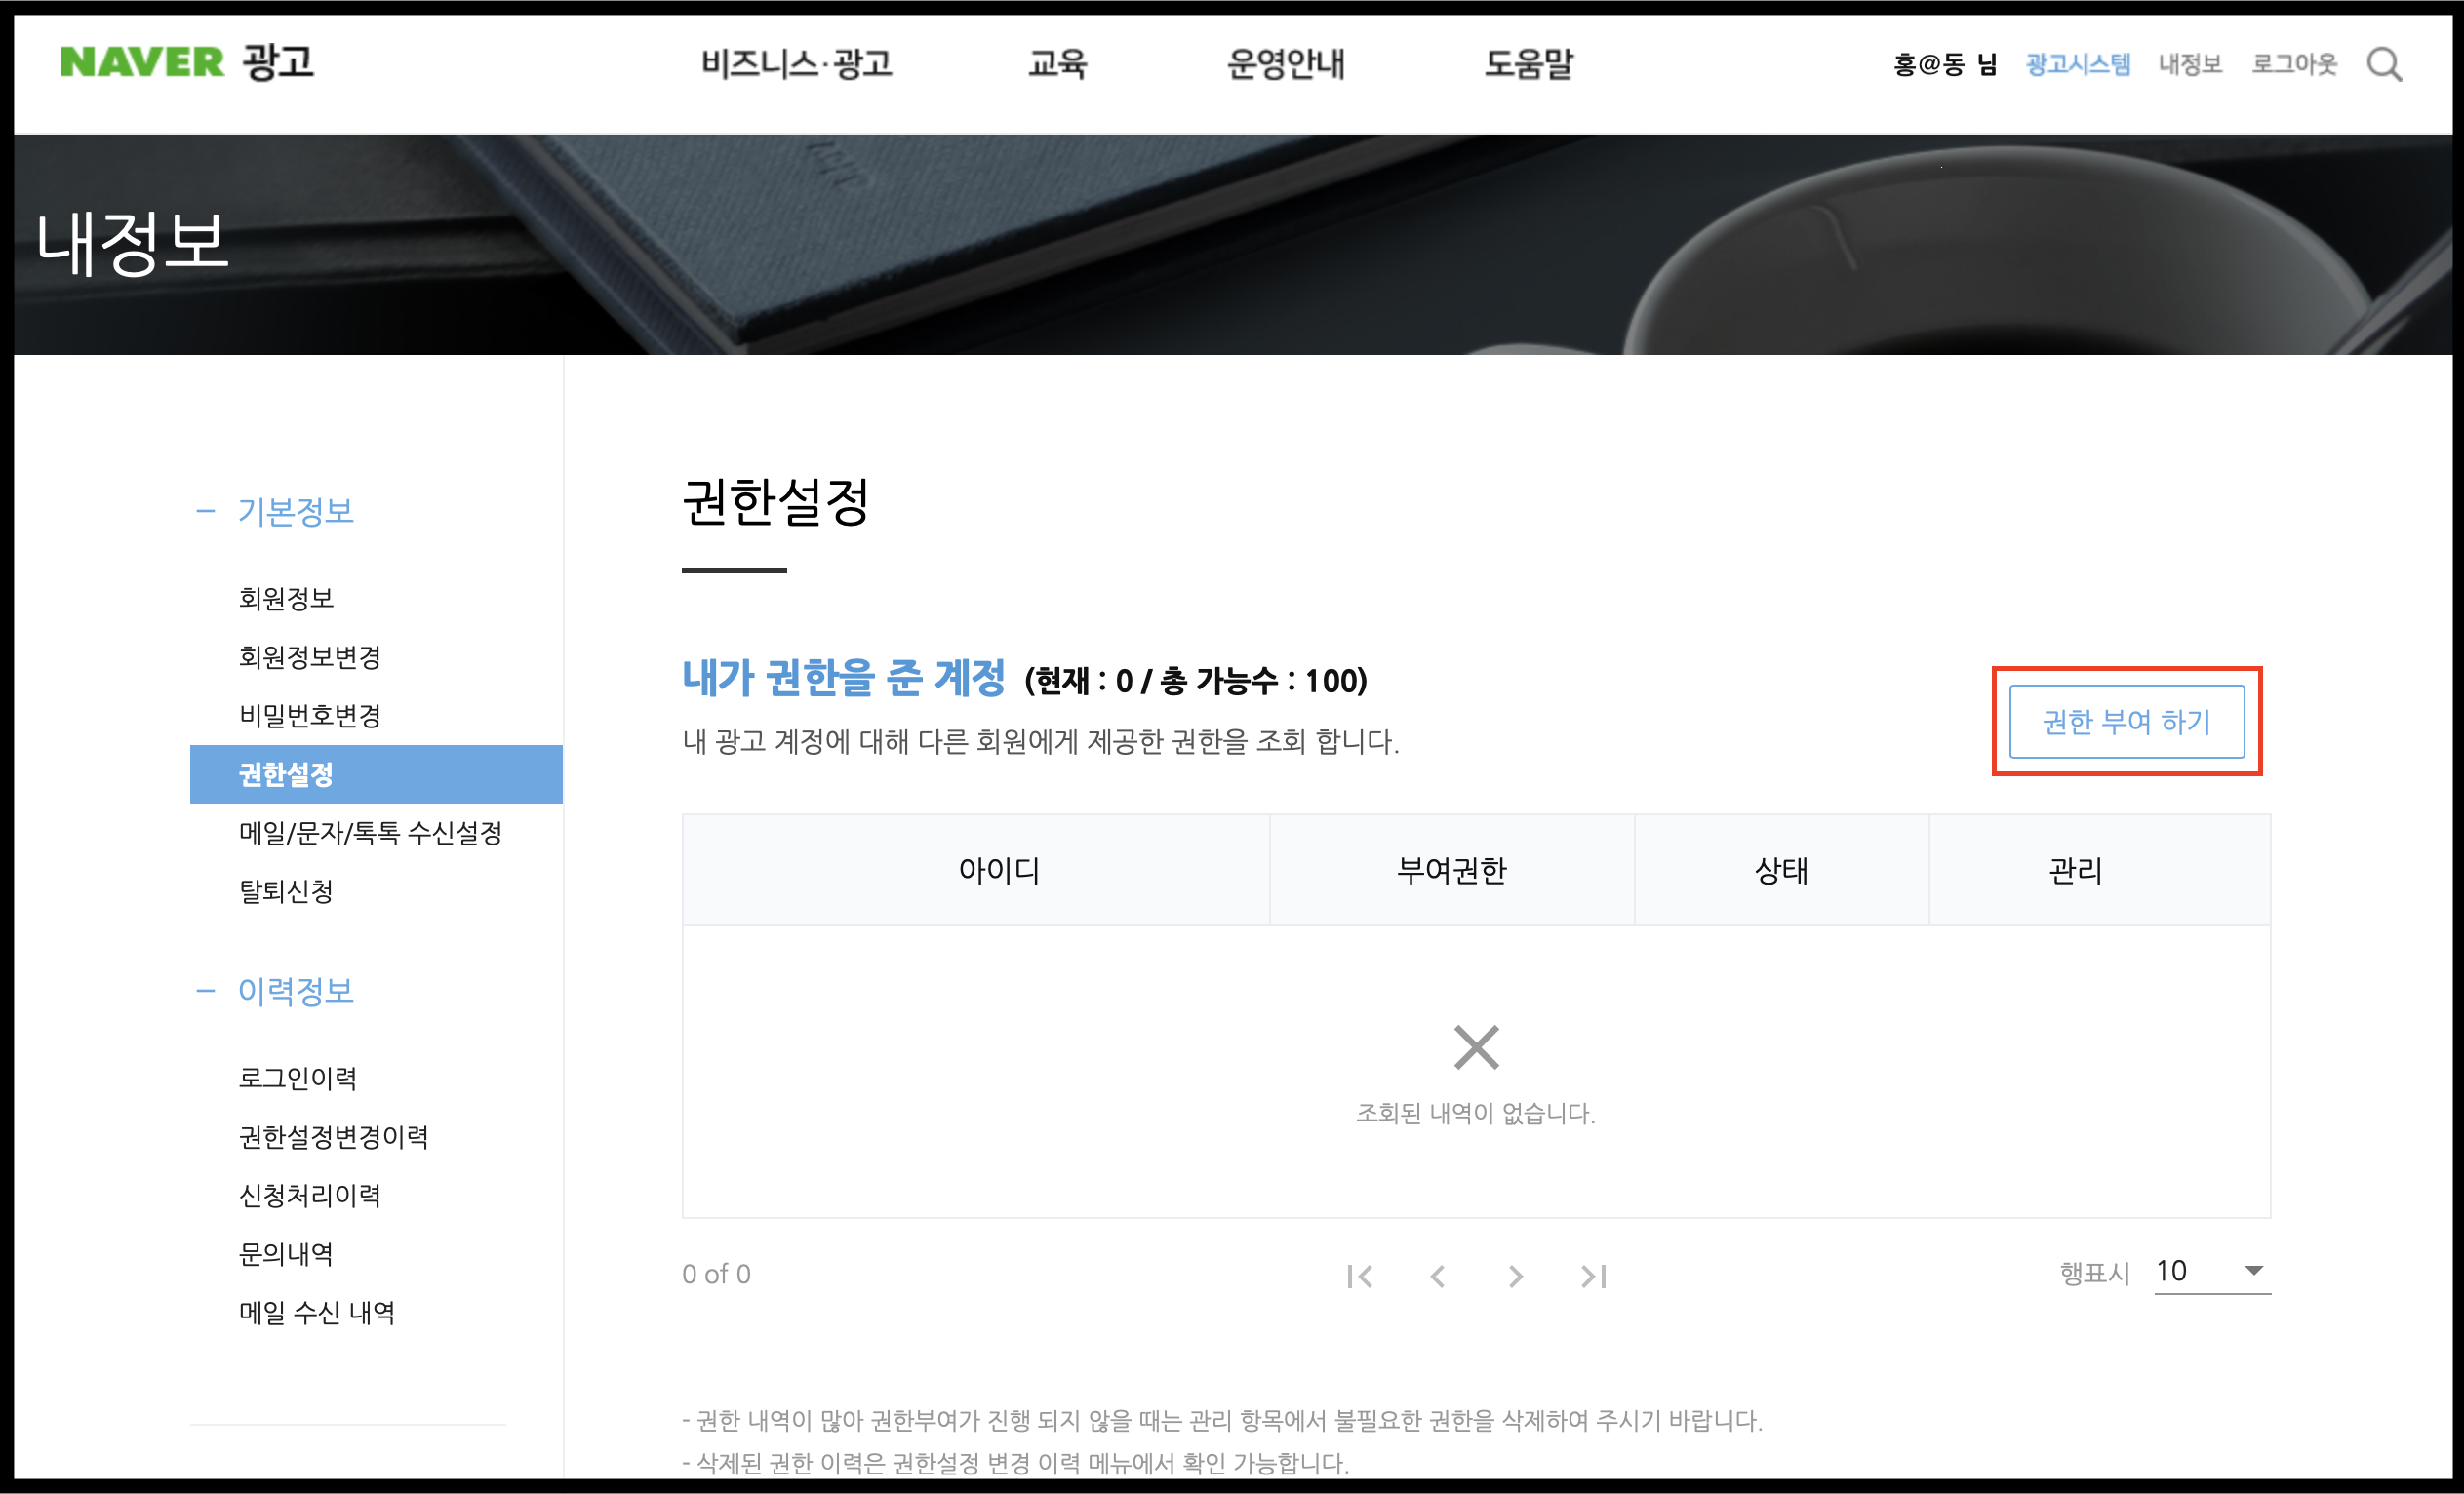 NAVER 광고
비즈니스·광고 교육 운영안내 도움말
홍@동 님 광고시스템 내정보 로그아웃
내정보
기본정보
회원정보
회원정보변경
비밀번호변경
권한설정
메일/문자/톡톡 수신설정
탈퇴신청
이력정보
로그인이력
권한설정변경이력
신청처리이력
문의내역
메일 수신 내역
권한설정
내가 권한을 준 계정 (현재 : 0 / 총 가능수 : 100)
내 광고 계정에 대해 다른 회원에게 제공한 권한을 조회 합니다.
권한 부여 하기
아이디 부여권한 상태 관리
조회된 내역이 없습니다.
0 of 0
행표시 10
- 권한 내역이 많아 권한부여가 진행 되지 않을 때는 관리 항목에서 불필요한 권한을 삭제하여 주시기 바랍니다.
- 삭제된 권한 이력은 권한설정 변경 이력 메뉴에서 확인 가능합니다.